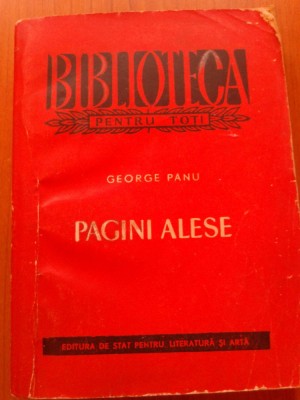 BIBLIOTECA
PENTRU TOȚI
GEORGE PANU
PAGINI ALESE
EDITURA DE STAT PENTRU LITERATURĂ ȘI ARTĂ